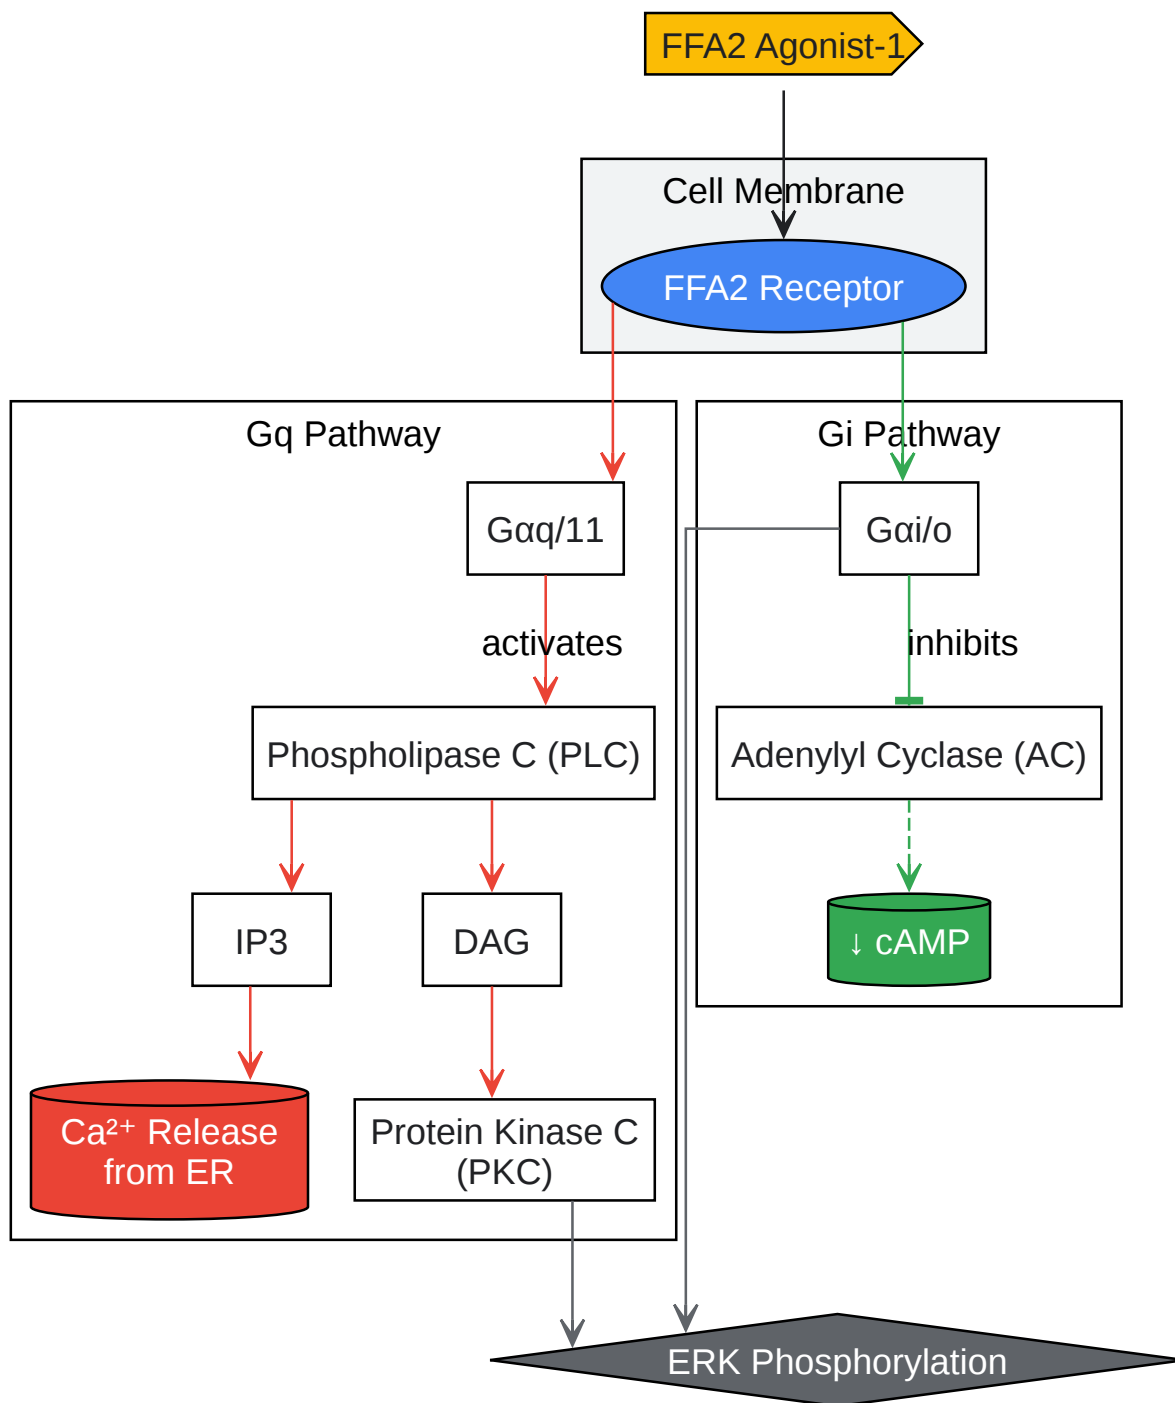 FFA2 Agonist-1
Cell Membrane
FFA2 Receptor
Gq Pathway
Gi Pathway
Gαq/11
Gαi/o
activates
inhibits
Phospholipase C (PLC)
Adenylyl Cyclase (AC)
IP3
DAG
↓ cAMP
Ca²⁺ Release
from ER
Protein Kinase C
(PKC)
ERK Phosphorylation